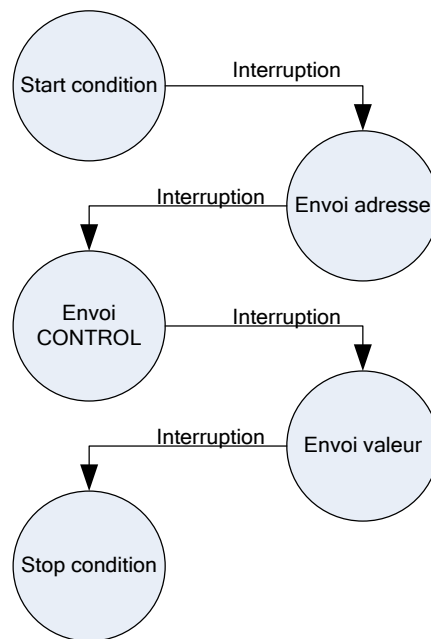 Start condition
Interruption
Envoi adresse
Interruption
Envoi
CONTROL
Interruption
Envoi valeur
Interruption
Stop condition